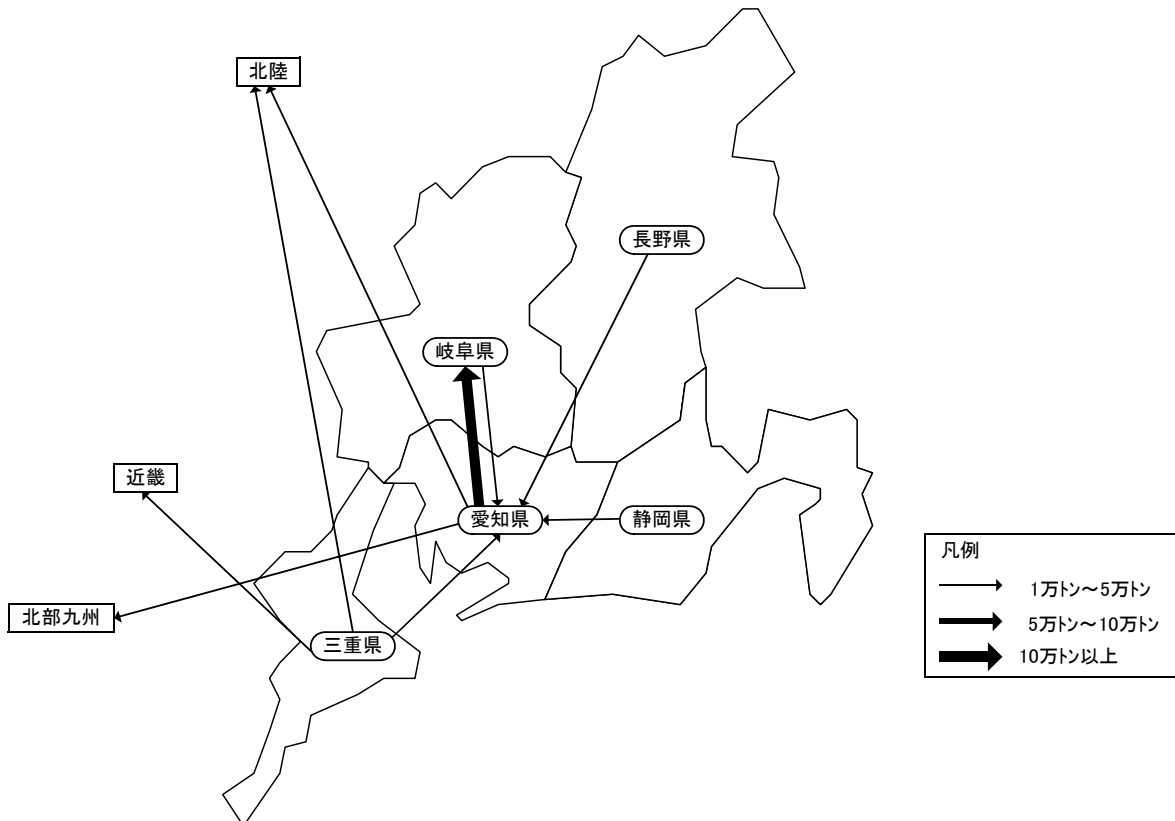 北陸
長野県
岐阜県
近畿
愛知県
静岡県
北部九州
三重県
凡例
1万トン～5万トン
5万トン～10万トン
10万トン以上